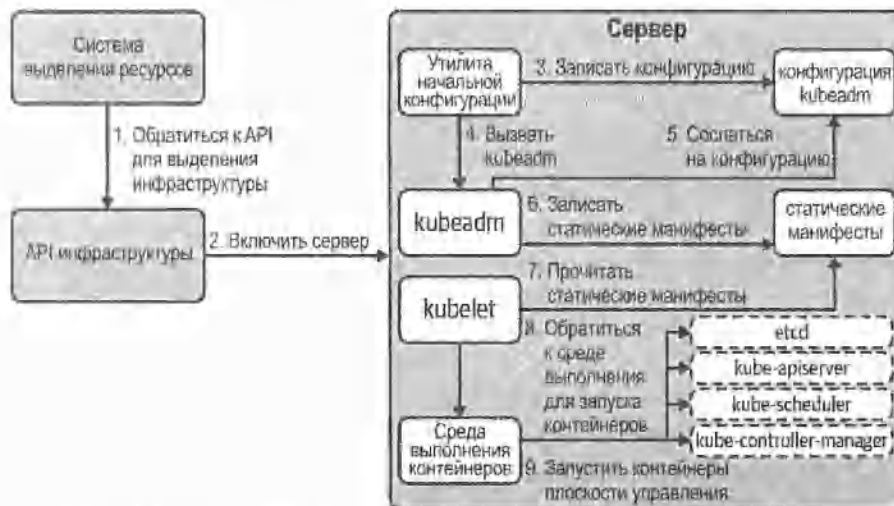 Сервер
Система
выделения ресурсов
1. Обратиться к API
для выделения
инфраструктуры
API инфраструктуры
2. Включить сервер
Утилита
начальной
конфигурации
3. Записать конфигурацию
конфигурация
kubeadm
4. Вызвать
kubeadm
5. Сослаться
на конфигурацию
kubeadm
6. Записать
статические манифесты
статические
манифесты
7. Прочитать
статические манифесты
kubelet
8. Обратиться
к среде
выполнения
для запуска
контейнеров
etcd
kube-apiserver
kube-scheduler
kube-controller-manager
Среда
выполнения
контейнеров
9. Запустить контейнеры
плоскости управления